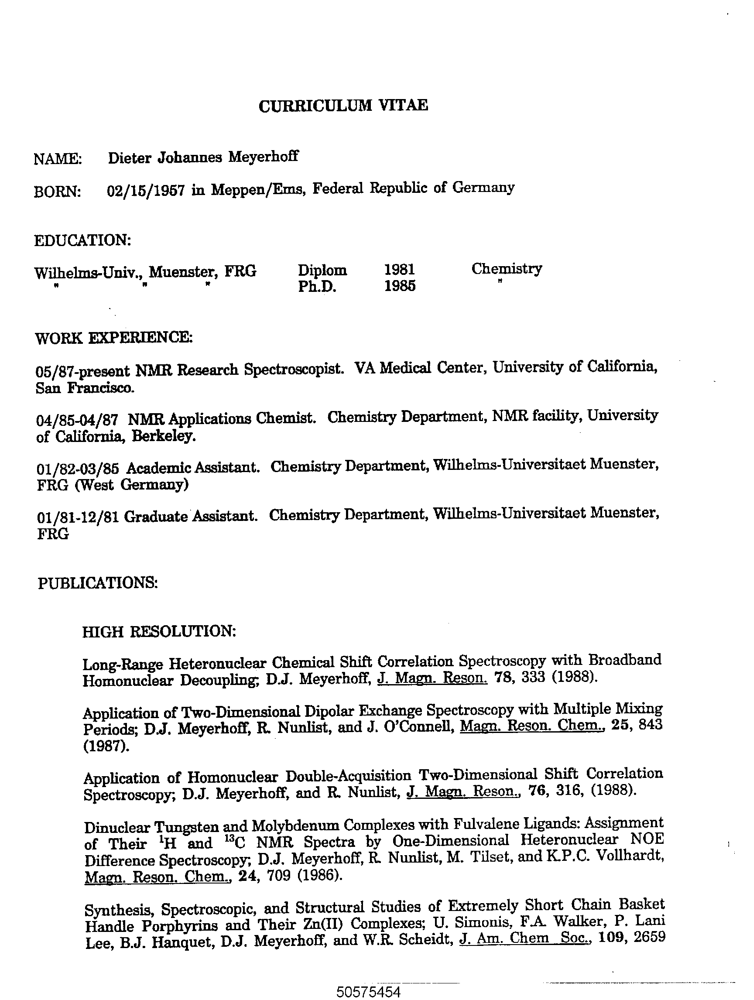 CURRICULUM VITAE
NAME: Dieter Johannes Meyerhoff
BORN: 02/15/1957 in Meppen/Ems, Federal Republic of Germany
EDUCATION:
Wilhelms-Univ., Muenster, FRG Diplom 1981 Chemistry
" " " Ph.D. 1985 "
WORK EXPERIENCE:
05/87-present NMR Research Spectroscopist. VA Medical Center, University of California,
San Francisco.
04/85-04/87 NMR Applications Chemist. Chemistry Department, NMR facility, University
of California, Berkeley.
01/82-03/85 Academic Assistant. Chemistry Department, Wilhelms-Universitaet Muenster,
FRG (West Germany)
01/81-12/81 Graduate Assistant. Chemistry Department, Wilhelms-Universitaet Muenster,
FRG
PUBLICATIONS:
HIGH RESOLUTION:
Long-Range Heteronuclear Chemical Shift Correlation Spectroscopy with Broadband
Homonuclear Decoupling; D.J. Meyerhoff, J. Magn. Reson. 78, 333 (1988).
Application of Two-Dimensional Dipolar Exchange Spectroscopy with Multiple Mixing
Periods; D.J. Meyerhoff, R. Nunlist, and J. O'Connell, Magn. Reson. Chem., 25, 843
(1987).
Application of Homonuclear Double-Acquisition Two-Dimensional Shift Correlation
Spectroscopy; D.J. Meyerhoff, and R. Nunlist, J. Magn. Reson., 76, 316, (1988).
Dinuclear Tungsten and Molybdenum Complexes with Fulvalene Ligands: Assignment
of Their ¹H and ¹³C NMR Spectra by One-Dimensional Heteronuclear NOE
Difference Spectroscopy; D.J. Meyerhoff, R. Nunlist, M. Tilset, and K.P.C. Vollhardt,
Magn. Reson. Chem., 24, 709 (1986).
Synthesis, Spectroscopic, and Structural Studies of Extremely Short Chain Basket
Handle Porphyrins and Their Zn(II) Complexes; U. Simonis, F.A. Walker, P. Lani
Lee, B.J. Hanquet, D.J. Meyerhoff, and W.R. Scheidt, J. Am. Chem Soc., 109, 2659
50575454